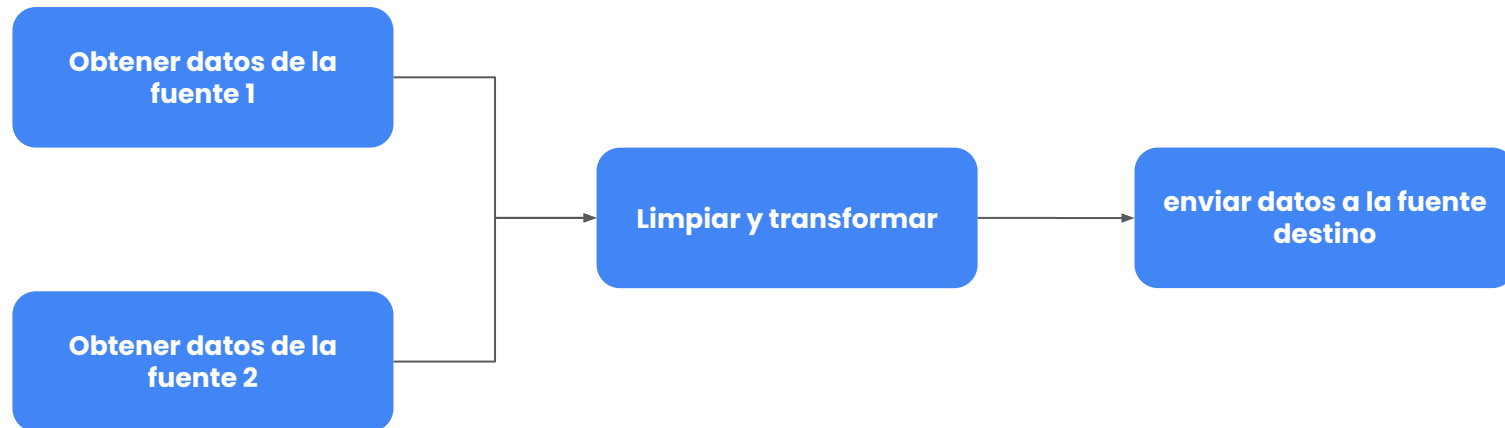 Obtener datos de la
fuente 1
Obtener datos de la
fuente 2
Limpiar y transformar
enviar datos a la fuente
destino